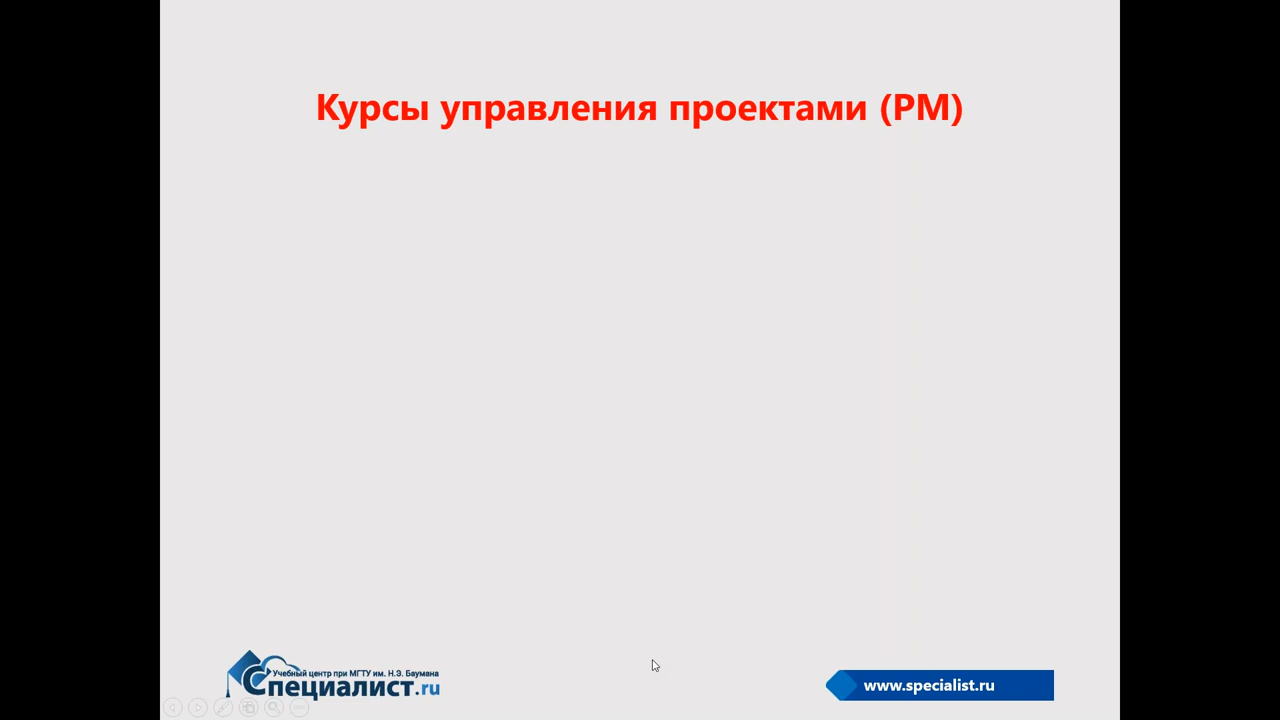 Курсы управления проектами (PM)
Учебный центр при МГТУ им. Н.Э. Баумана
Специалист.ru
www.specialist.ru